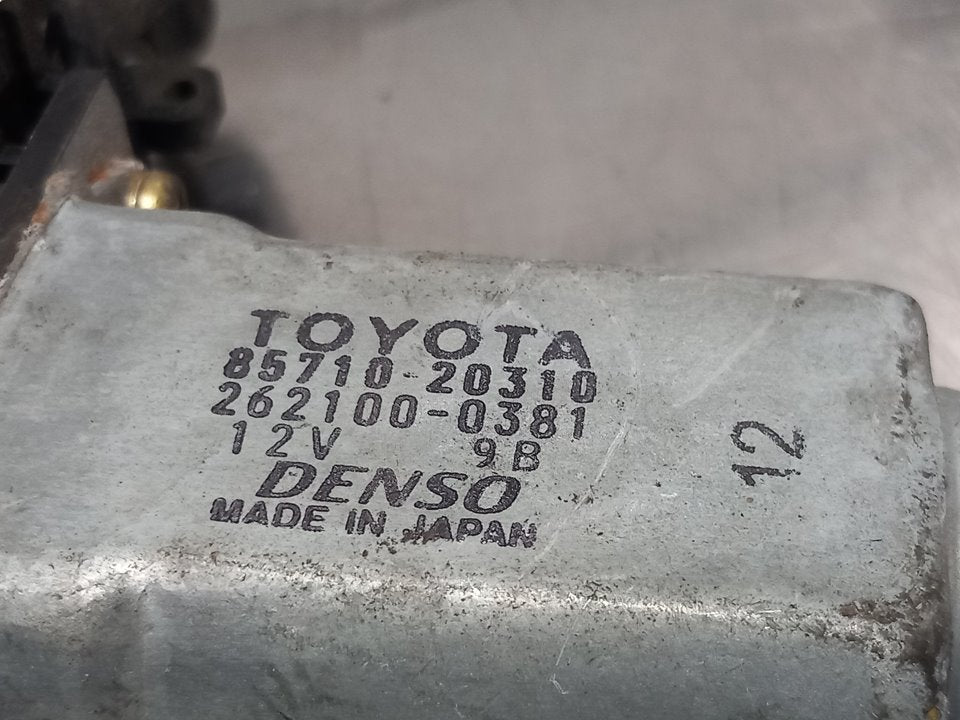 TOYOTA
85710-20310
262100-0381
12V 9B
DENSO
MADE IN JAPAN
12